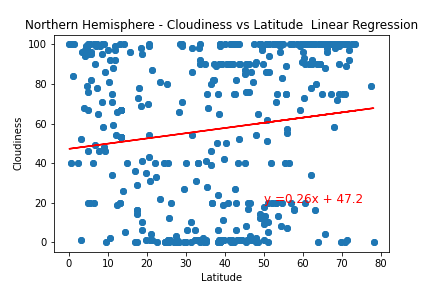 Northern Hemisphere - Cloudiness vs Latitude  Linear Regression
Cloudiness
100
80
60
40
20
0
y =0.26x + 47.2
0 10 20 30 40 50 60 70 80
Latitude